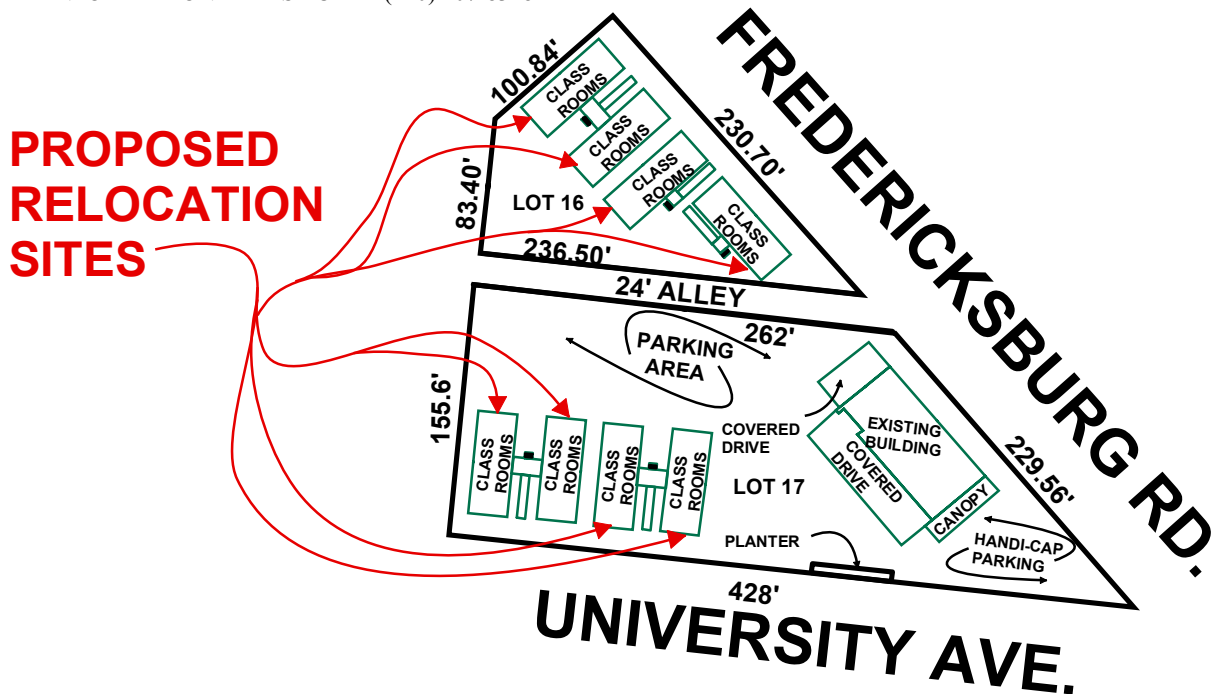 100.84'
CLASS
ROOMS
CLASS
ROOMS
CLASS
ROOMS
CLASS
ROOMS
83.40'
LOT 16
230.70'
236.50'
FREDERICKSBURG RD.
PROPOSED
RELOCATION
SITES
24' ALLEY
262'
PARKING
AREA
155.6'
CLASS
ROOMS
CLASS
ROOMS
CLASS
ROOMS
CLASS
ROOMS
COVERED
DRIVE
EXISTING
BUILDING
COVERED
DRIVE
CANOPY
229.56'
LOT 17
PLANTER
HANDI-CAP
PARKING
428'
UNIVERSITY AVE.